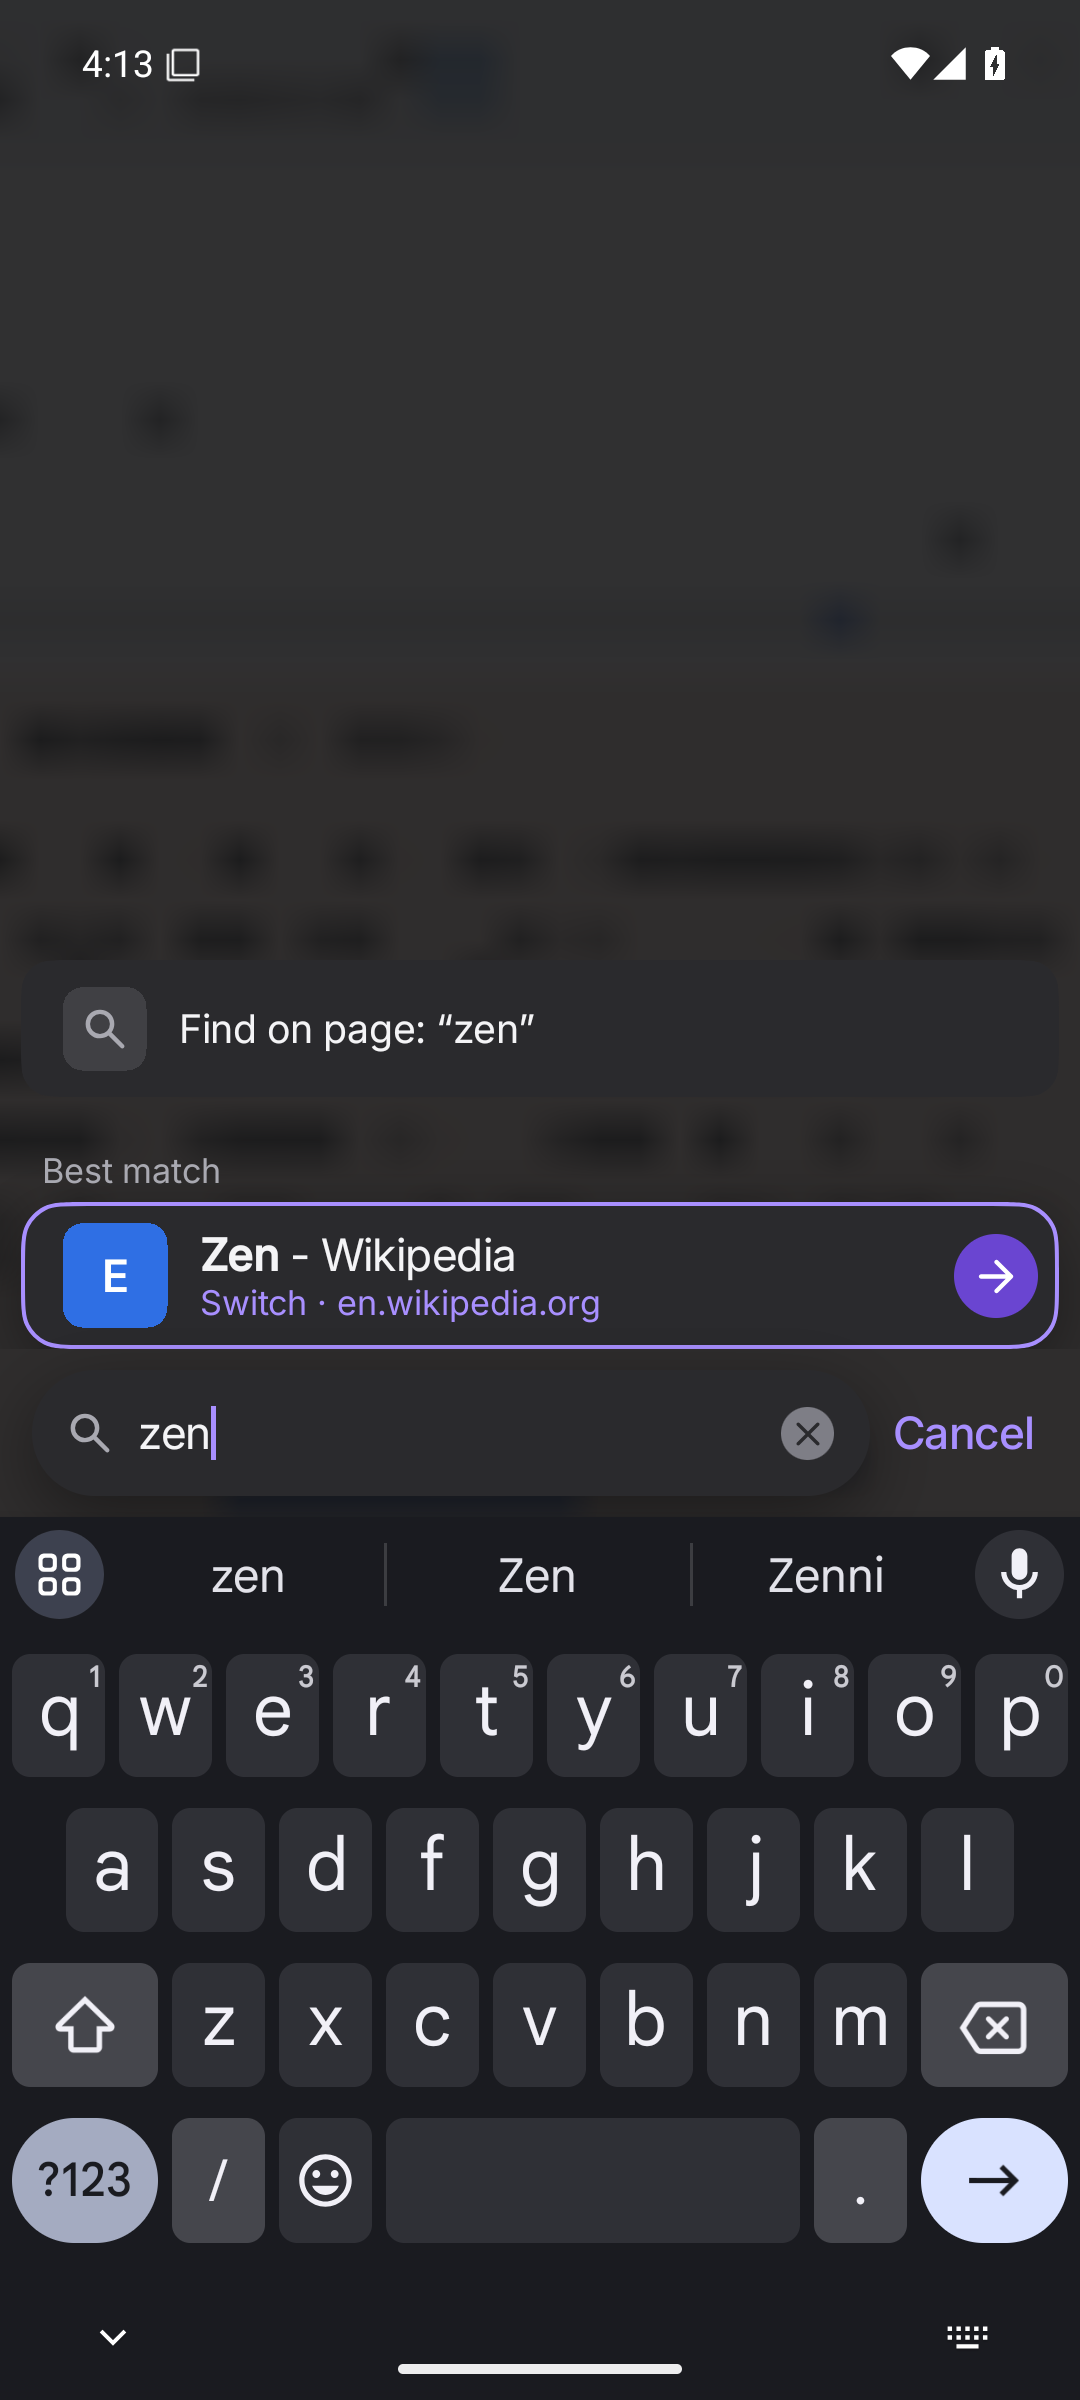 4:13
Find on page: “zen”
Best match
E
Zen - Wikipedia
Switch · en.wikipedia.org
zen
Cancel
zen Zen Zenni
q1 w2 e3 r4 t5 y6 u7 i8 o9 p0
a s d f g h j k l
z x c v b n m
?123 / .